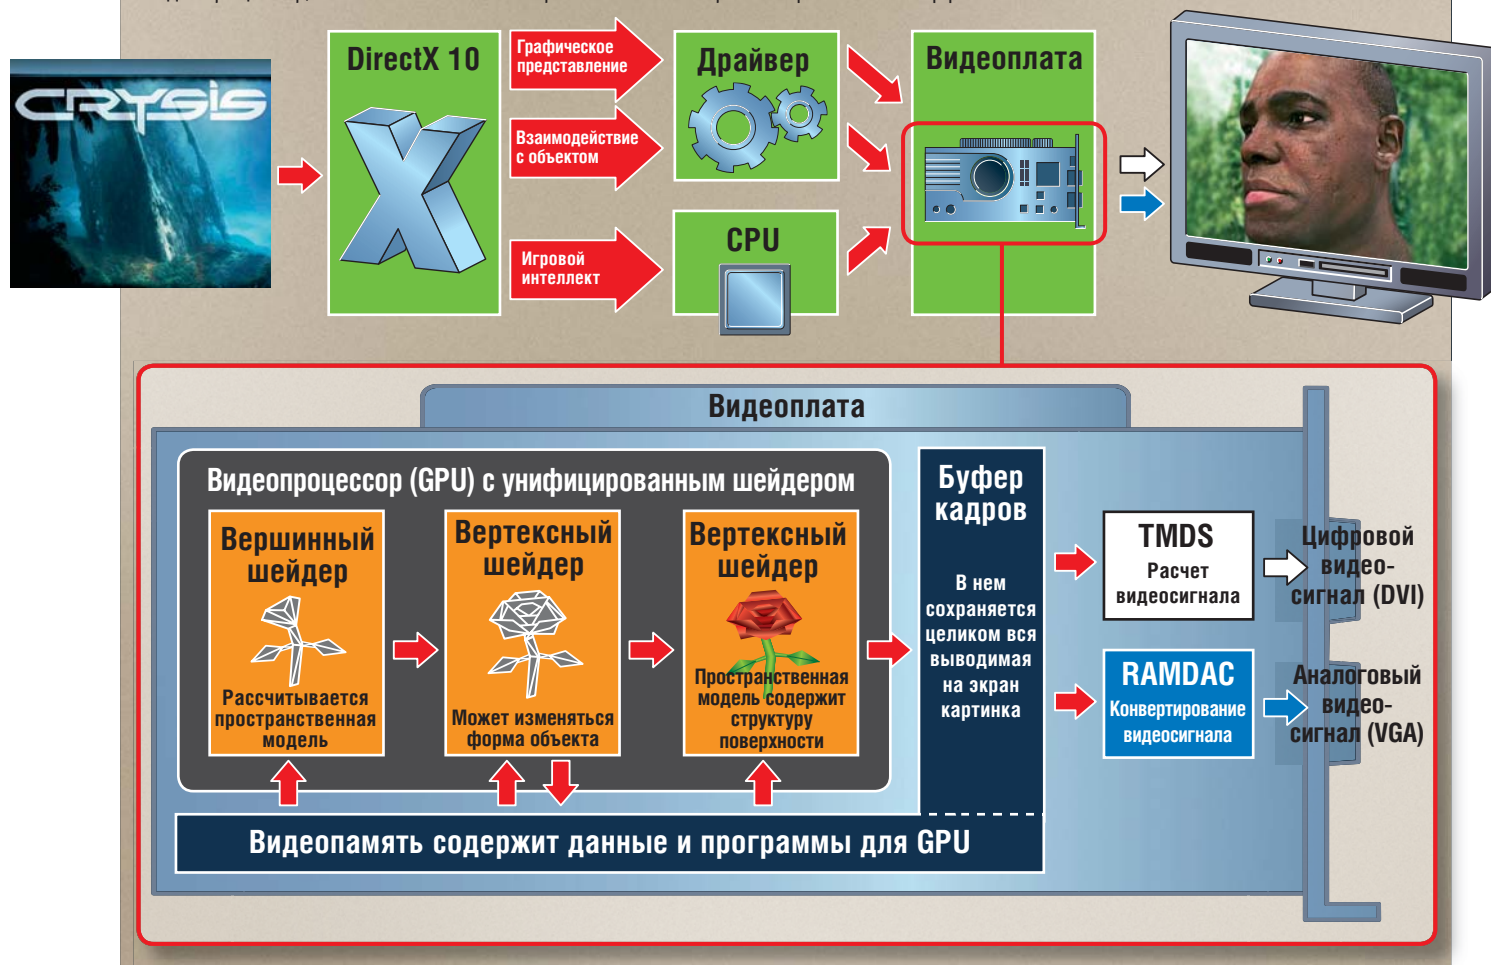 CRYSIS
DirectX 10
Графическое
представление
Взаимодействие
с объектом
Игровой
интеллект
Драйвер
CPU
Видеоплата
Видеоплата
Видеопроцессор (GPU) с унифицированным шейдером
Вершинный
шейдер
Рассчитывается
пространственная
модель
Вертексный
шейдер
Может изменяться
форма объекта
Вертексный
шейдер
Пространственная
модель содержит
структуру
поверхности
Буфер
кадров
В нем
сохраняется
целиком вся
выводимая
на экран
картинка
TMDS
Расчет
видеосигнала
Цифровой
видео-
сигнал (DVI)
RAMDAC
Конвертирование
видеосигнала
Аналоговый
видео-
сигнал (VGA)
Видеопамять содержит данные и программы для GPU